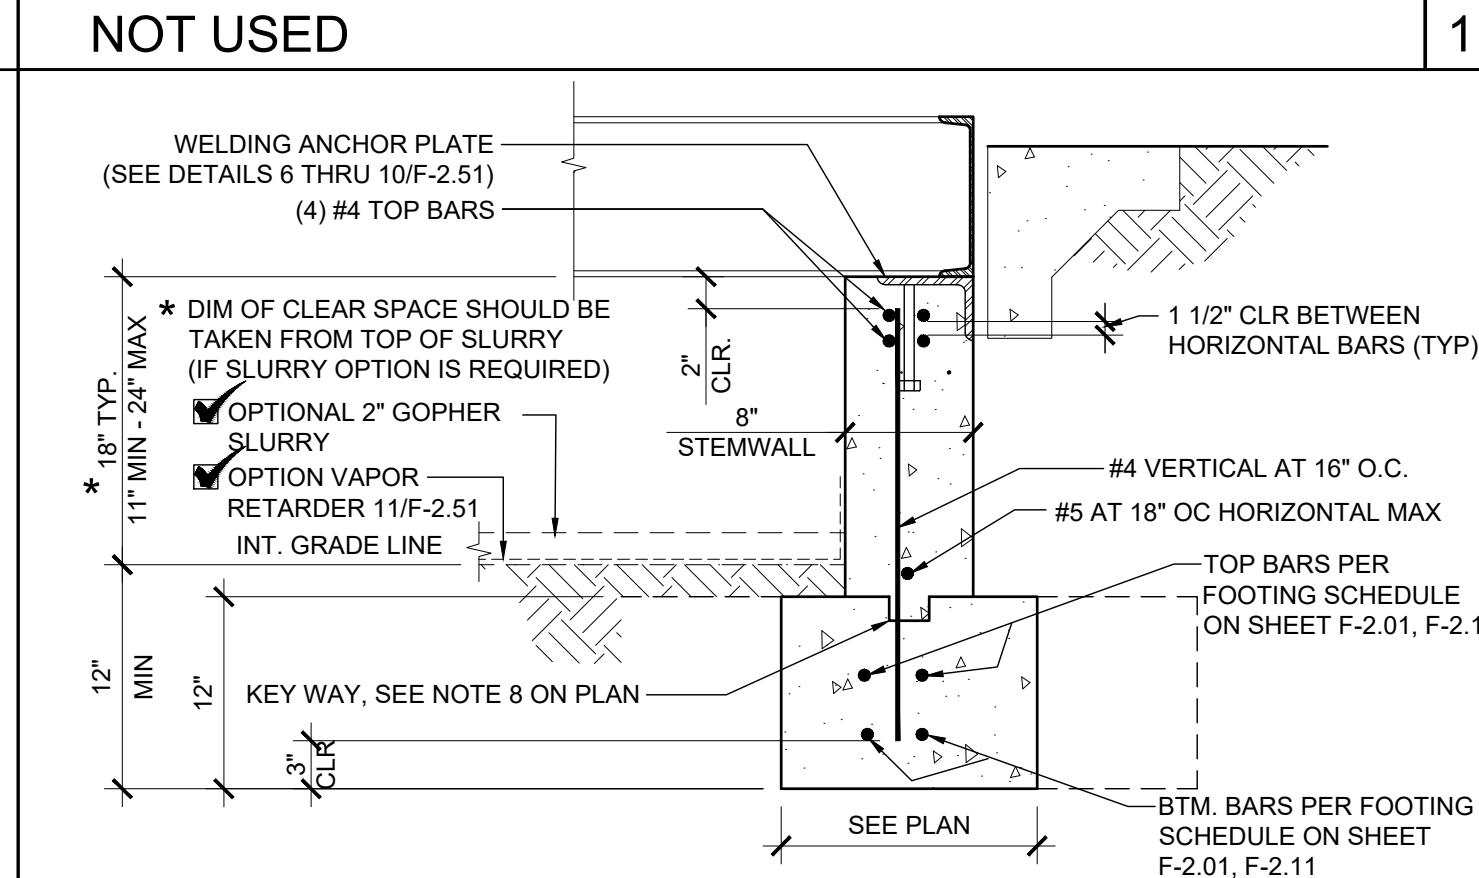 NOT USED
1
WELDING ANCHOR PLATE
(SEE DETAILS 6 THRU 10/F-2.51)
(4) #4 TOP BARS
* DIM OF CLEAR SPACE SHOULD BE
TAKEN FROM TOP OF SLURRY
(IF SLURRY OPTION IS REQUIRED)
OPTIONAL 2" GOPHER
SLURRY
OPTION VAPOR
RETARDER 11/F-2.51
INT. GRADE LINE
* 18" TYP.
11" MIN - 24" MAX
2"
CLR.
8"
STEMWALL
1 1/2" CLR BETWEEN
HORIZONTAL BARS (TYP)
#4 VERTICAL AT 16" O.C.
#5 AT 18" OC HORIZONTAL MAX
TOP BARS PER
FOOTING SCHEDULE
ON SHEET F-2.01, F-2.1
12"
MIN
12"
KEY WAY, SEE NOTE 8 ON PLAN
3"
CLR
SEE PLAN
BTM. BARS PER FOOTING
SCHEDULE ON SHEET
F-2.01, F-2.11